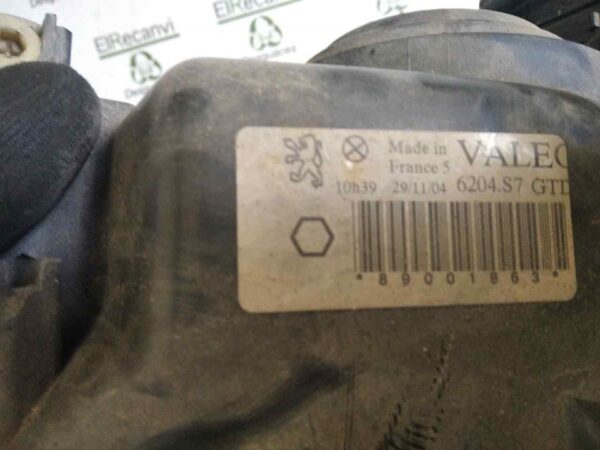 ElRecanvi
ElRecanvi
Made in
France 5
VALEO
10h39 29/11/04 6204.S7 GTD
*89001863*